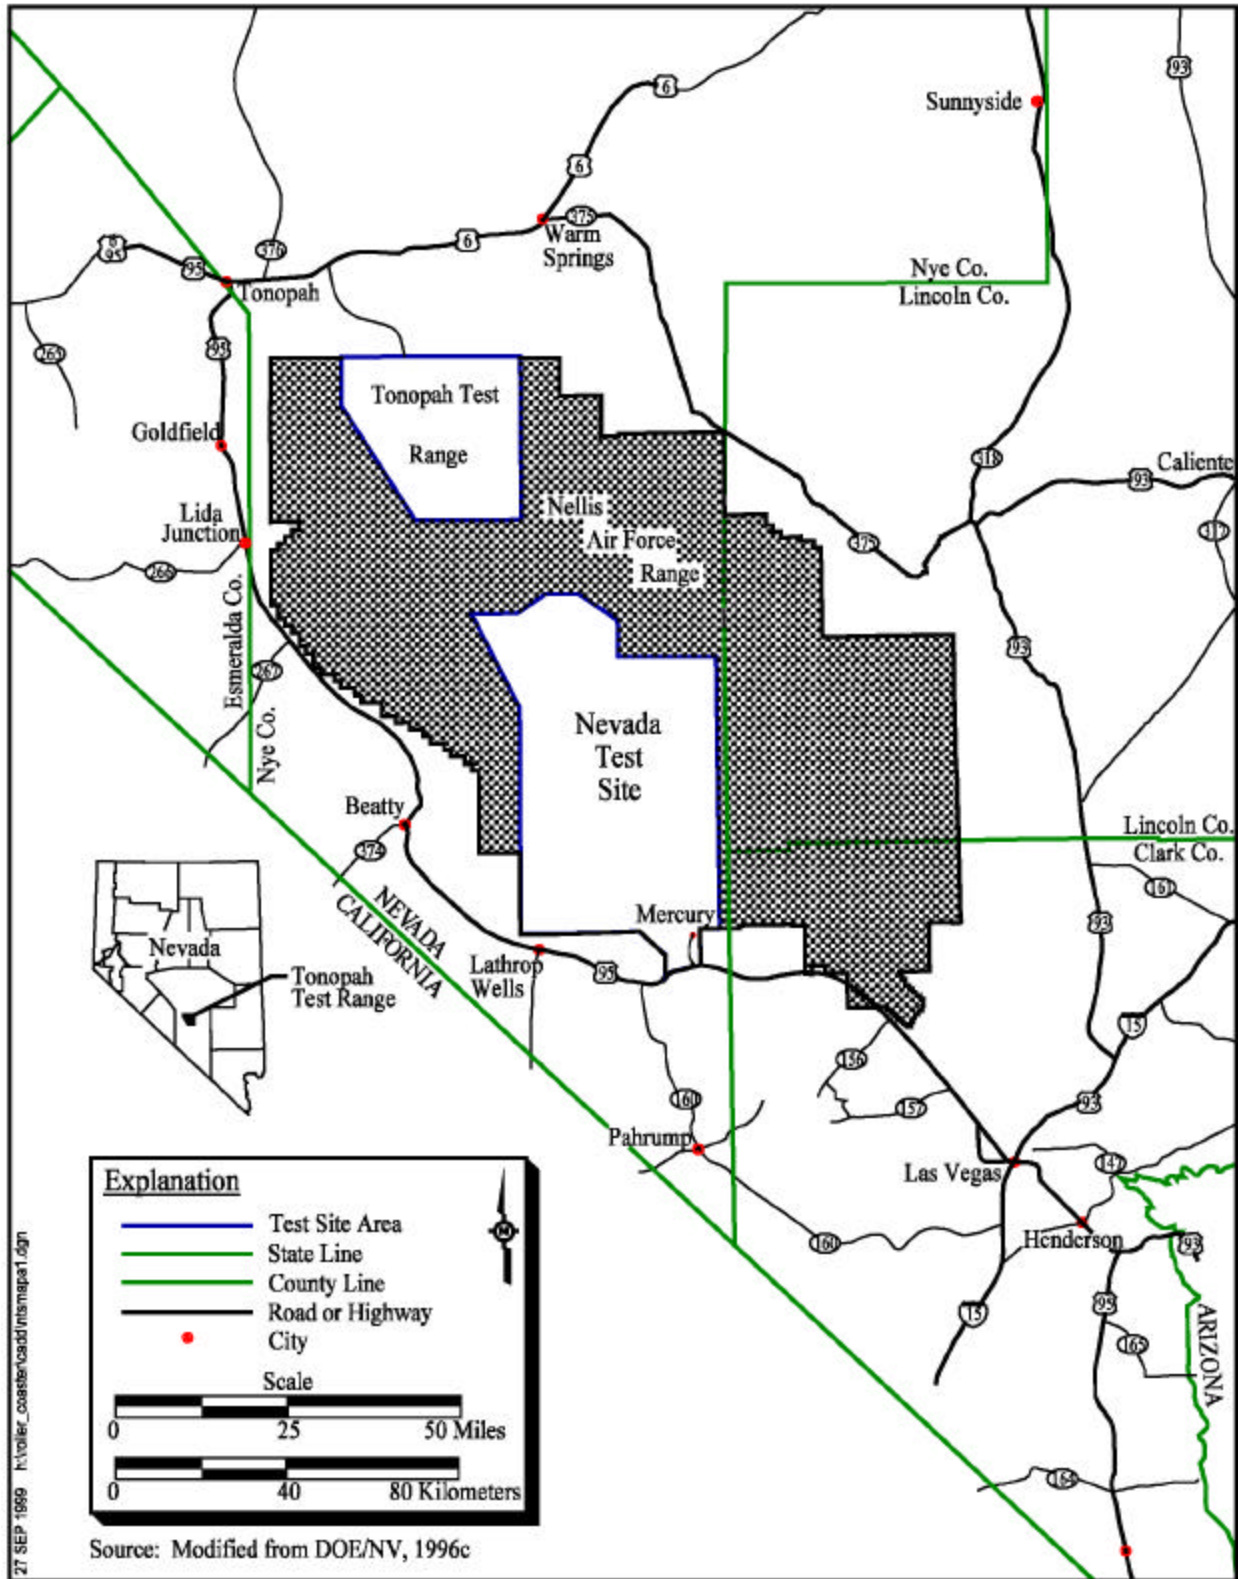 93
Sunnyside
6
6
375
Warm
Springs
6
376
6
95
95
Tonopah
Nye Co.
Lincoln Co.
265
95
Tonopah Test
Range
Goldfield
318
Caliente
93
Nellis
Air Force
Range
Lida
Junction
375
317
266
Esmeralda Co.
Nye Co.
267
93
Nevada
Test
Site
Beatty
374
Lincoln Co.
Clark Co.
161
NEVADA
CALIFORNIA
Mercury
93
Nevada
Lathrop
Wells
95
Tonopah
Test Range
15
156
157
160
93
Pahrump
Las Vegas
147
Henderson
160
93
15
95
165
ARIZONA
164
Explanation
Test Site Area
State Line
County Line
Road or Highway
City
N
Scale
0 25 50 Miles
0 40 80 Kilometers
Source: Modified from DOE/NV, 1996c
27 SEP 1999